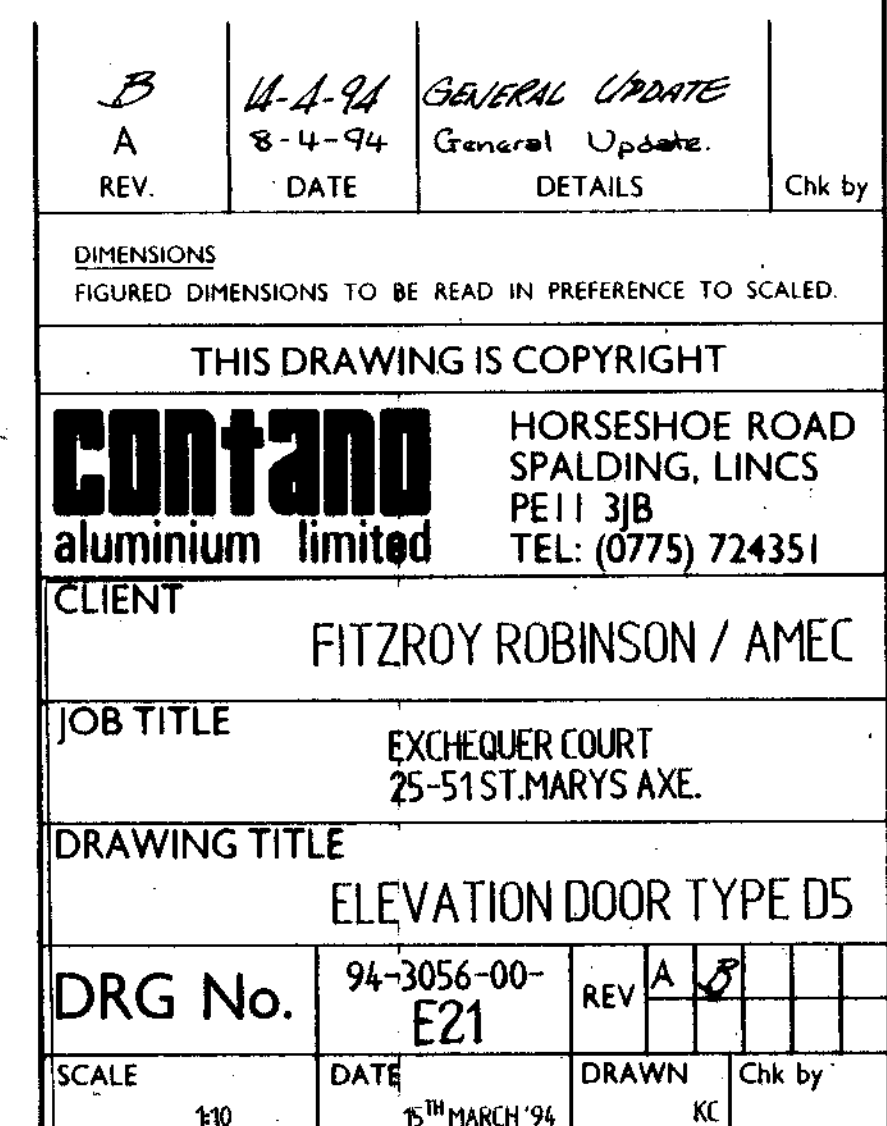 B 14-4-94 GENERAL UPDATE
A 8-4-94 General Update.
REV. DATE DETAILS Chk by
DIMENSIONS
FIGURED DIMENSIONS TO BE READ IN PREFERENCE TO SCALED.
THIS DRAWING IS COPYRIGHT
contano
aluminium limited
HORSESHOE ROAD
SPALDING, LINCS
PE11 3JB
TEL: (0775) 724351
CLIENT
FITZROY ROBINSON / AMEC
JOB TITLE
EXCHEQUER COURT
25-51 ST.MARYS AXE.
DRAWING TITLE
ELEVATION DOOR TYPE D5
DRG No.
94-3056-00-
E21
REV A B
SCALE DATE DRAWN Chk by
1:10 15TH MARCH '94 KC